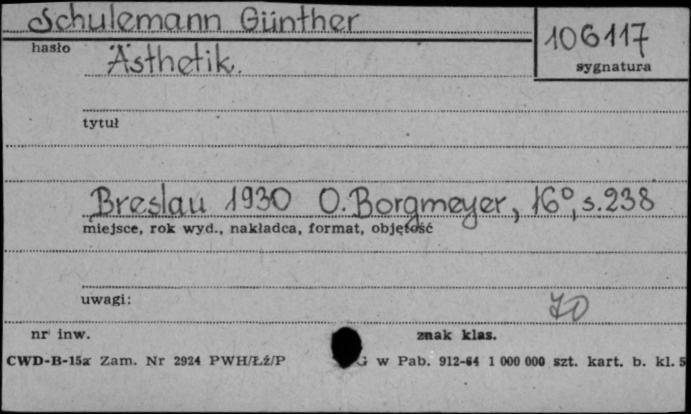 Schulemann Günther
106117
hasło
sygnatura
Ästhetik.
tytuł
Breslau 1930 O. Borgmeyer, 16°, s. 238
miejsce, rok wyd., nakładca, format, objętość
uwagi:
nr inw.
znak klas.
CWD-B-15a Zam. Nr 2924 PWH/Łź/P
G w Pab. 912-64 1 000 000 szt. kart. b. kl. 5